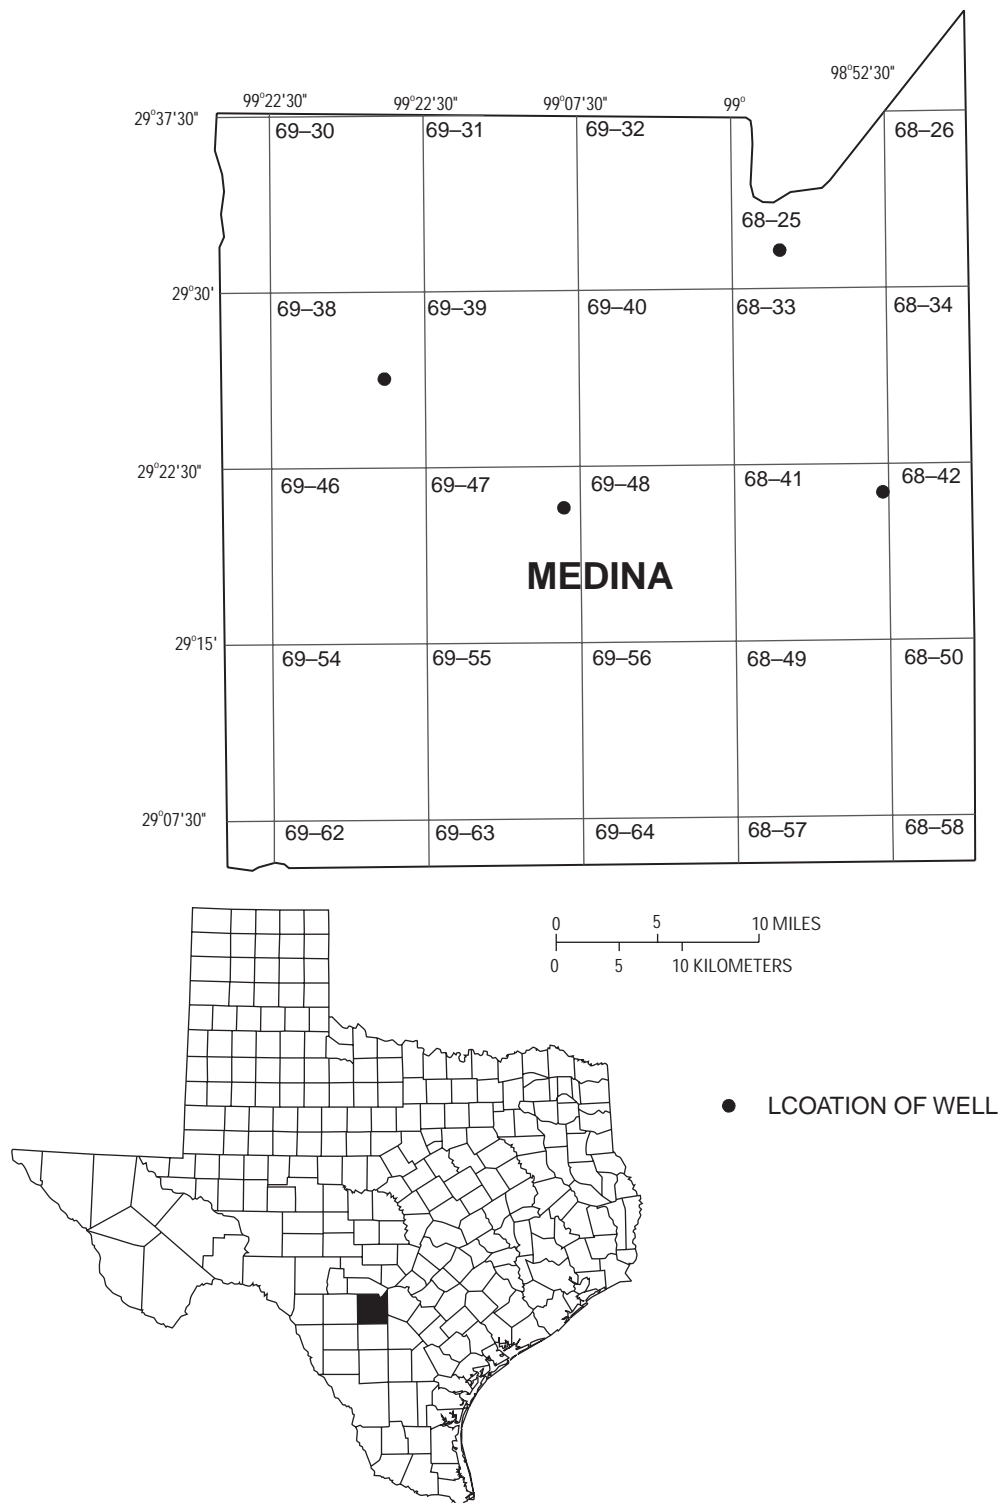 98°52'30"
99°22'30" 99°22'30" 99°07'30" 99°
29°37'30"
69–30 69–31 69–32 68–26
68–25
29°30'
69–38 69–39 69–40 68–33 68–34
29°22'30"
69–46 69–47 69–48 68–41 68–42
MEDINA
29°15'
69–54 69–55 69–56 68–49 68–50
29°07'30"
69–62 69–63 69–64 68–57 68–58
0 5 10 MILES
0 5 10 KILOMETERS
LCOATION OF WELL